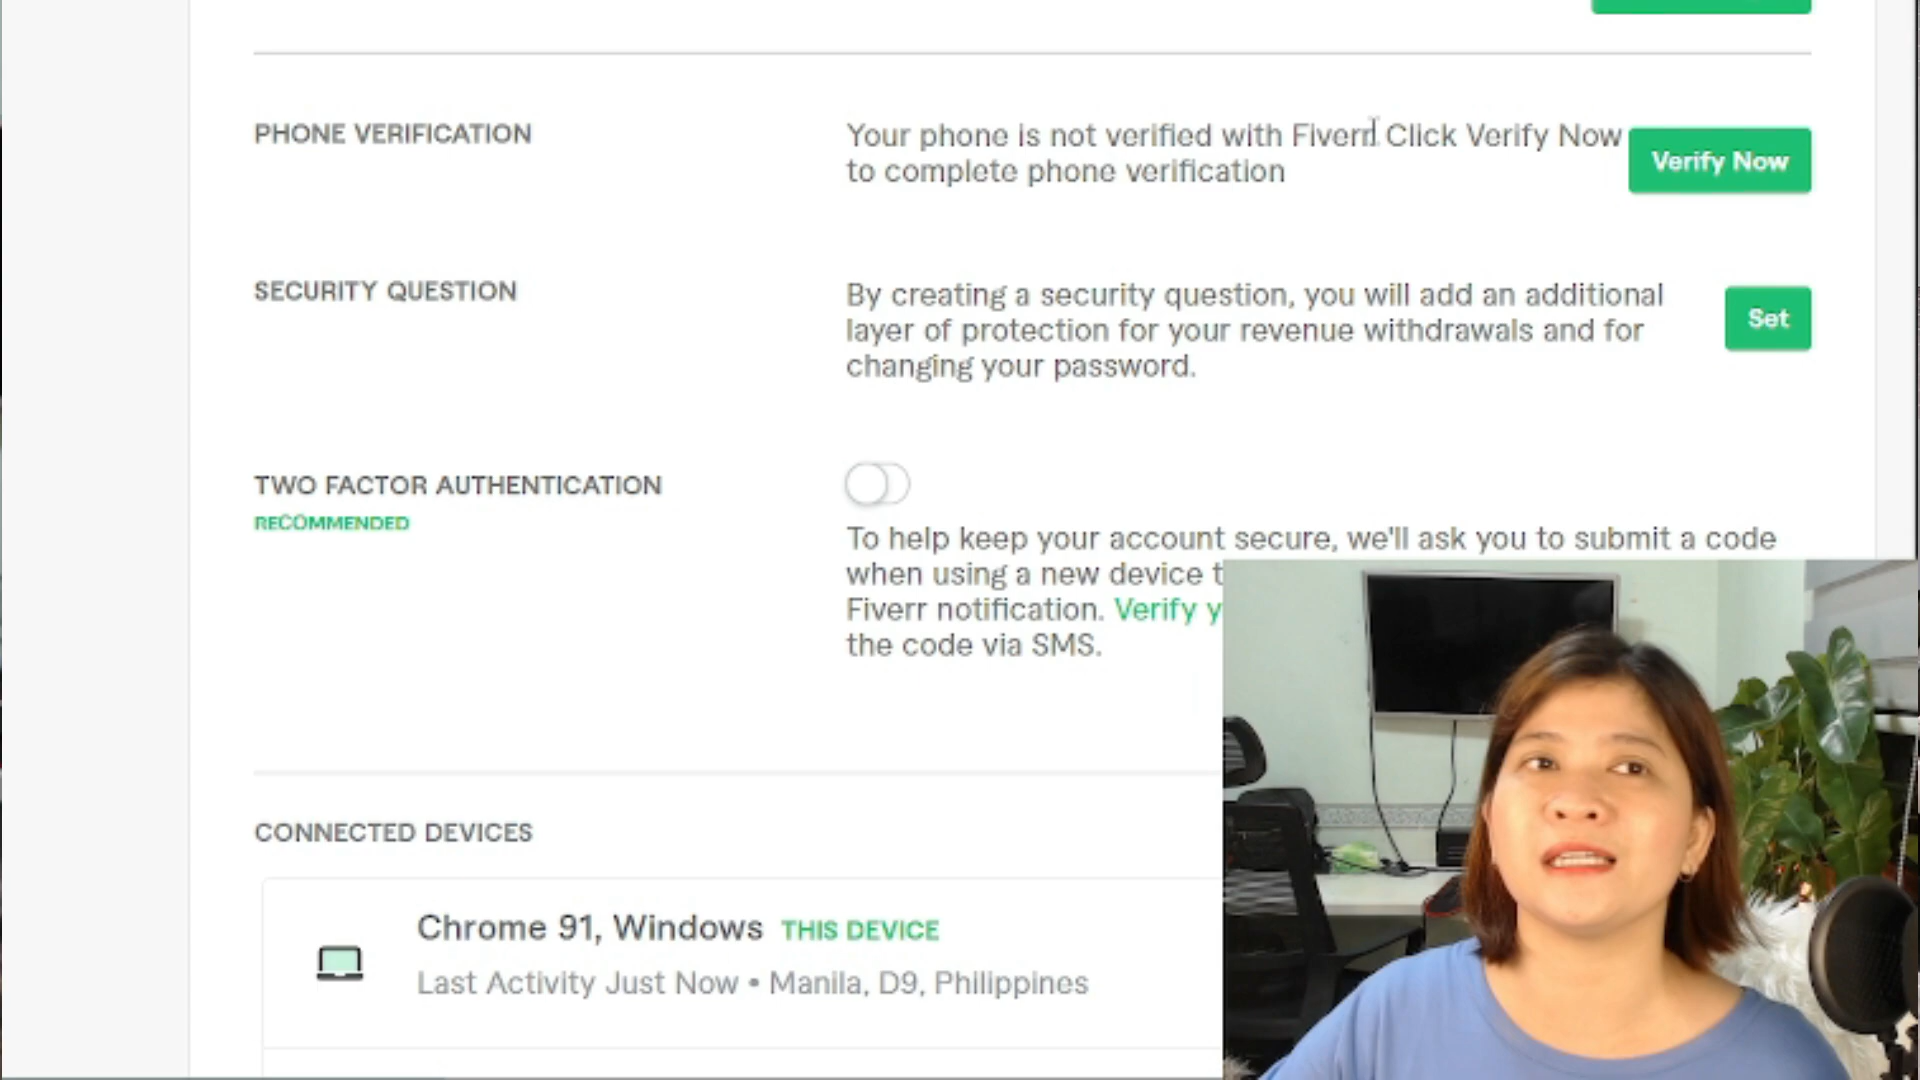 PHONE VERIFICATION
Your phone is not verified with Fiverr. Click Verify Now
to complete phone verification
Verify Now
SECURITY QUESTION
By creating a security question, you will add an additional
layer of protection for your revenue withdrawals and for
changing your password.
Set
TWO FACTOR AUTHENTICATION
RECOMMENDED
To help keep your account secure, we'll ask you to submit a code
when using a new device
Fiverr notification. Verify
the code via SMS.
CONNECTED DEVICES
Chrome 91, Windows THIS DEVICE
Last Activity Just Now • Manila, D9, Philippines